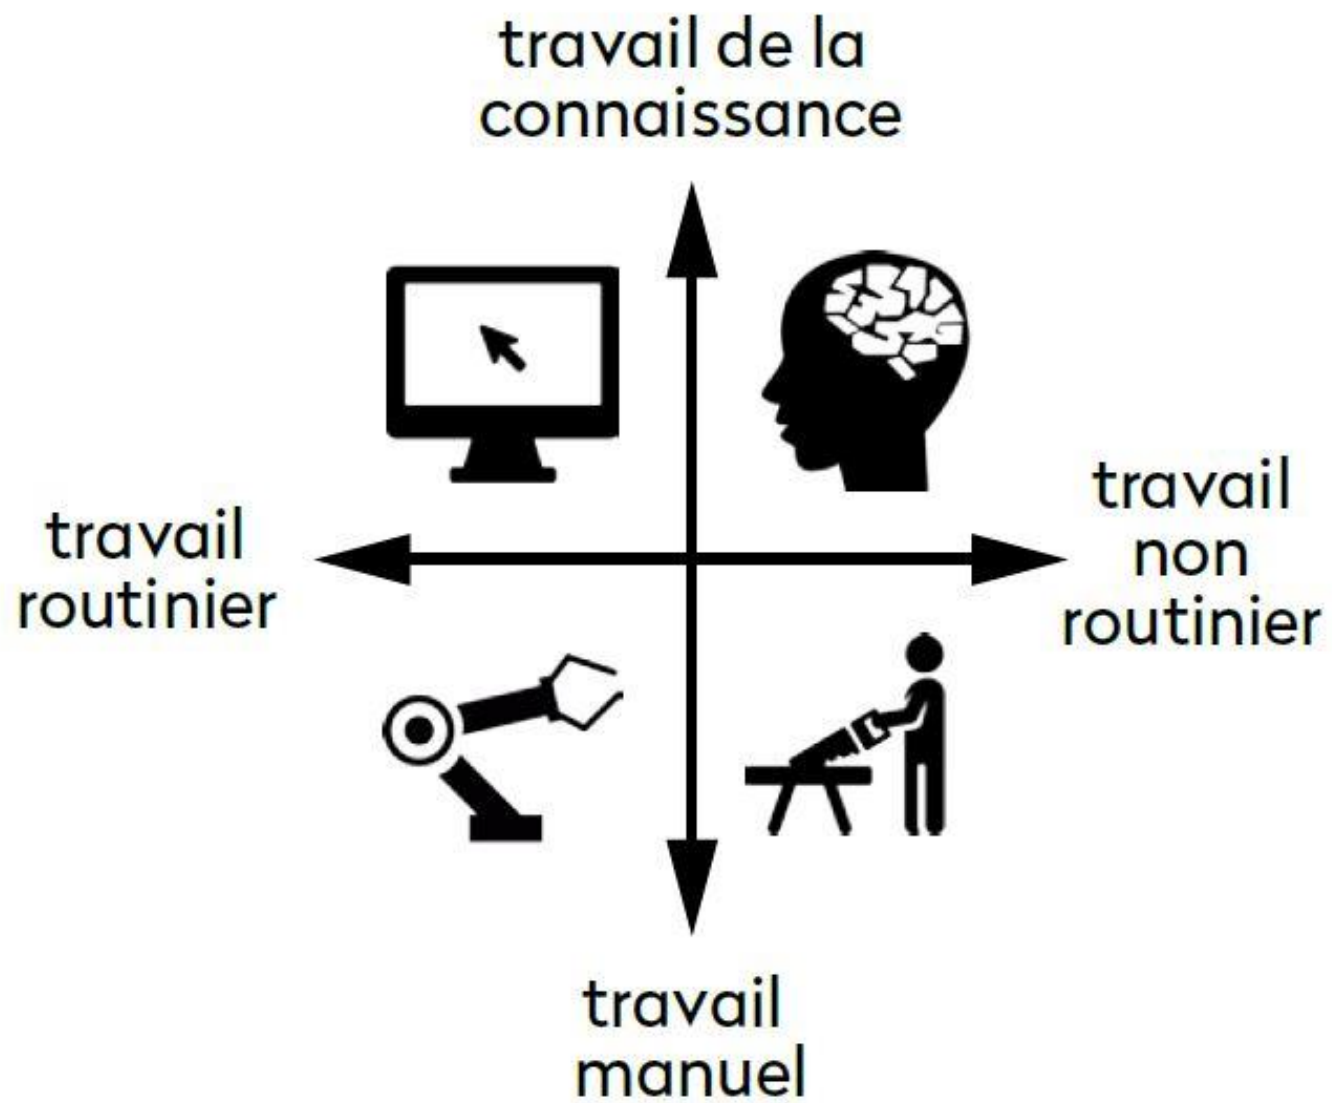 travail de la
connaissance
travail
routinier
travail
non
routinier
travail
manuel